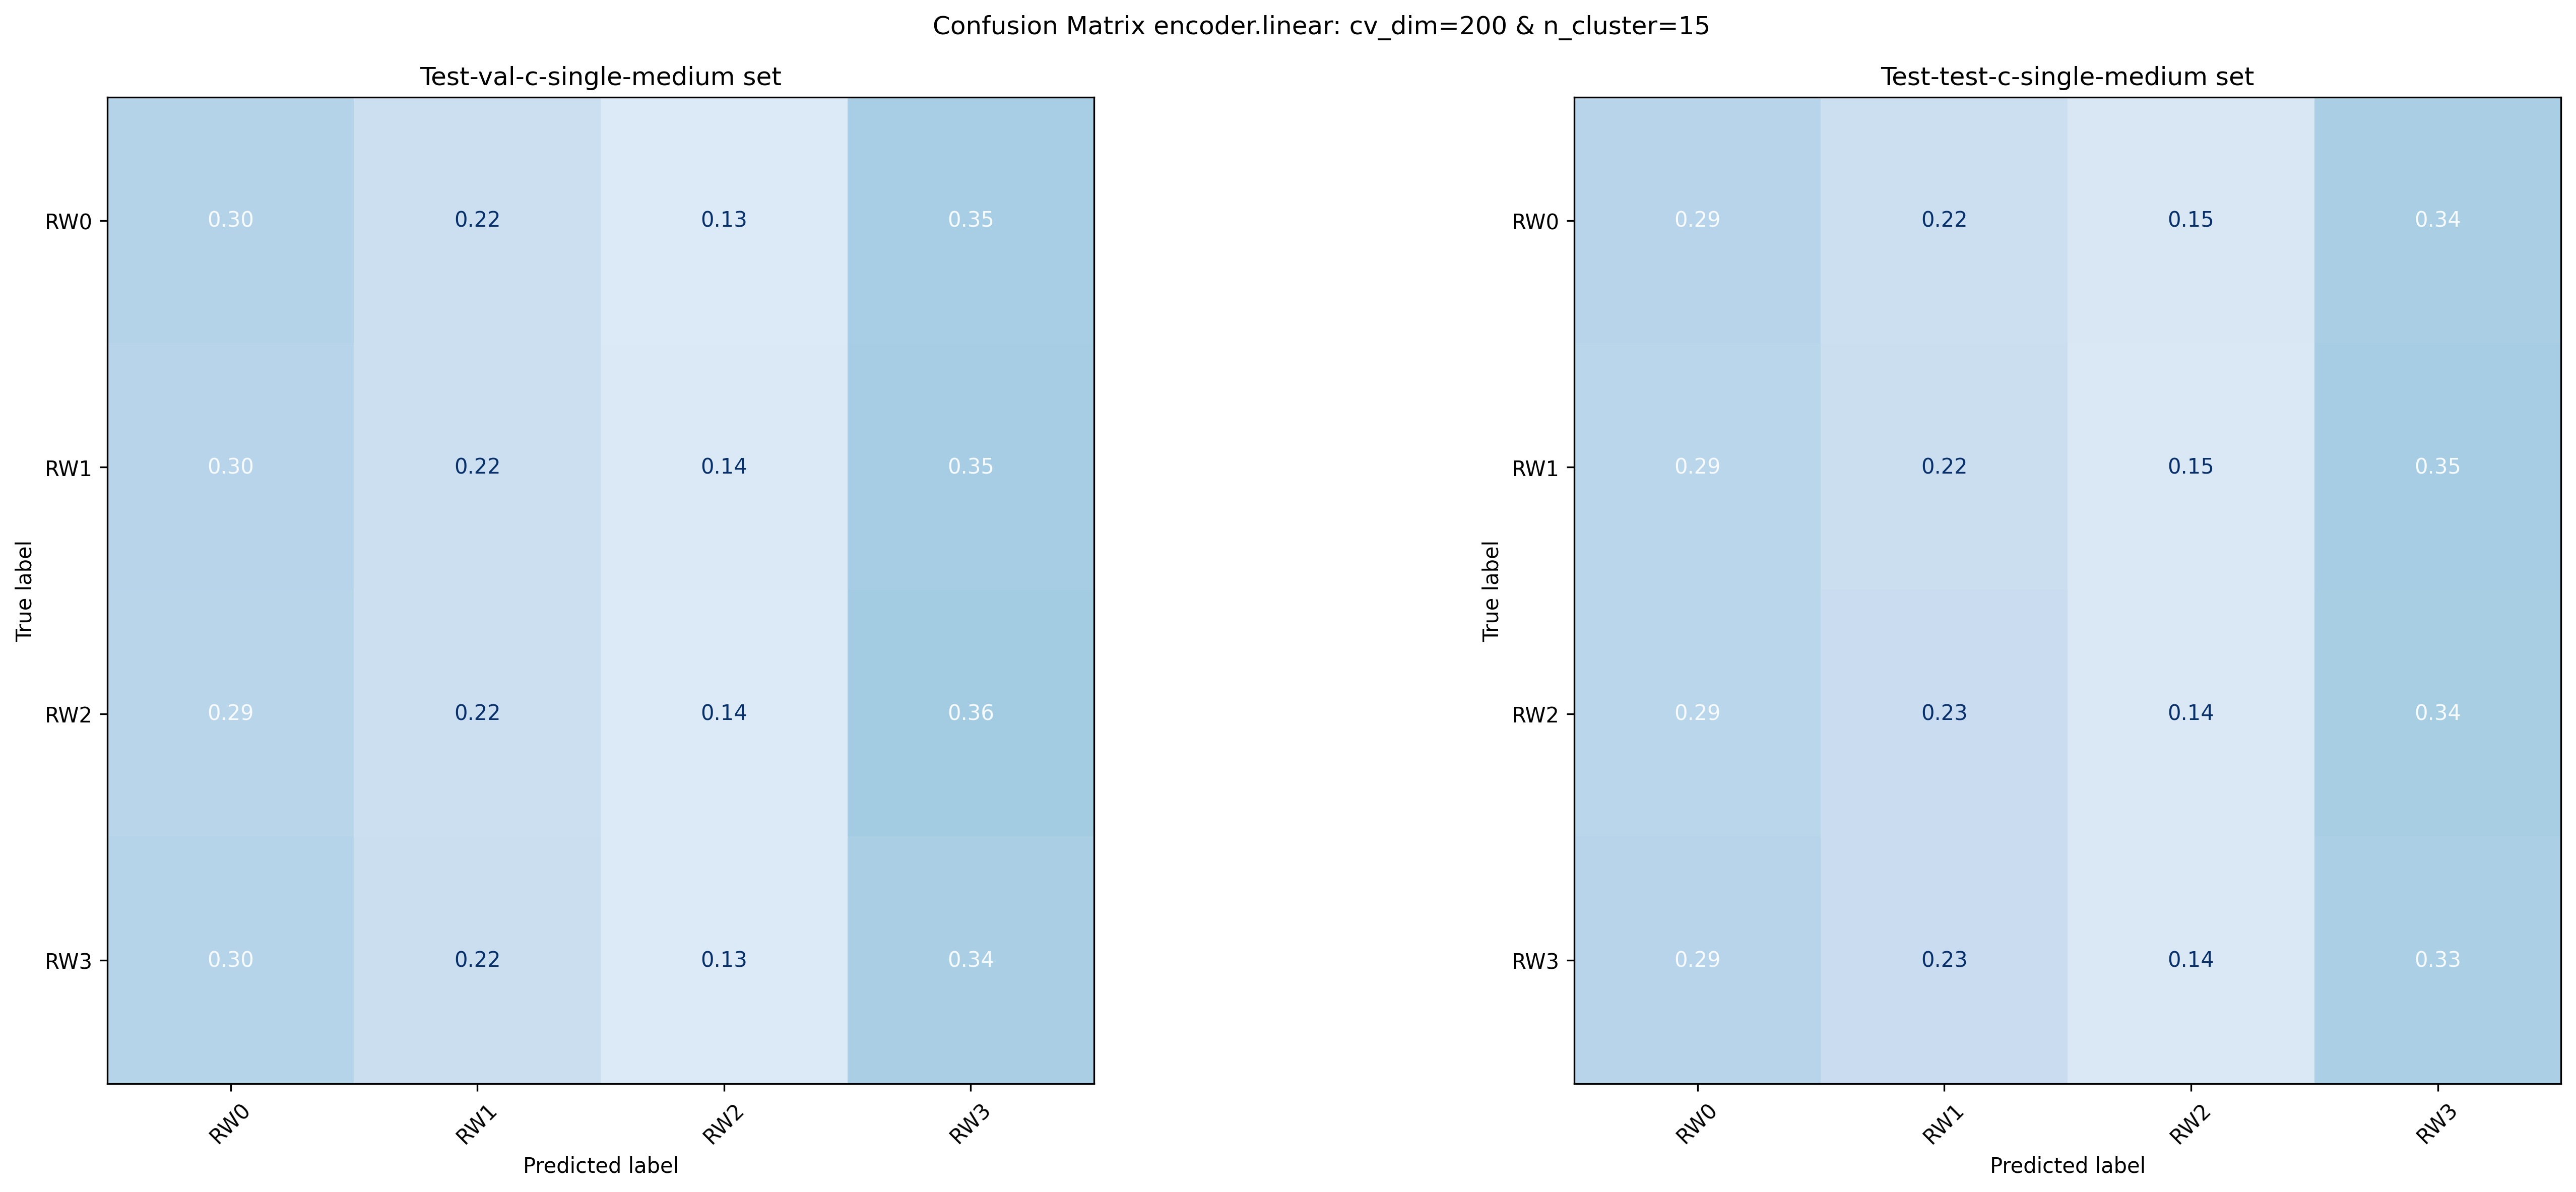 Confusion Matrix encoder.linear: cv_dim=200 & n_cluster=15
Test-val-c-single-medium set
True label
RW0 0.30 0.22 0.13 0.35
RW1 0.30 0.22 0.14 0.35
RW2 0.29 0.22 0.14 0.36
RW3 0.30 0.22 0.13 0.34
RW0 RW1 RW2 RW3
Predicted label
Test-test-c-single-medium set
True label
RW0 0.29 0.22 0.15 0.34
RW1 0.29 0.22 0.15 0.35
RW2 0.29 0.23 0.14 0.34
RW3 0.29 0.23 0.14 0.33
RW0 RW1 RW2 RW3
Predicted label